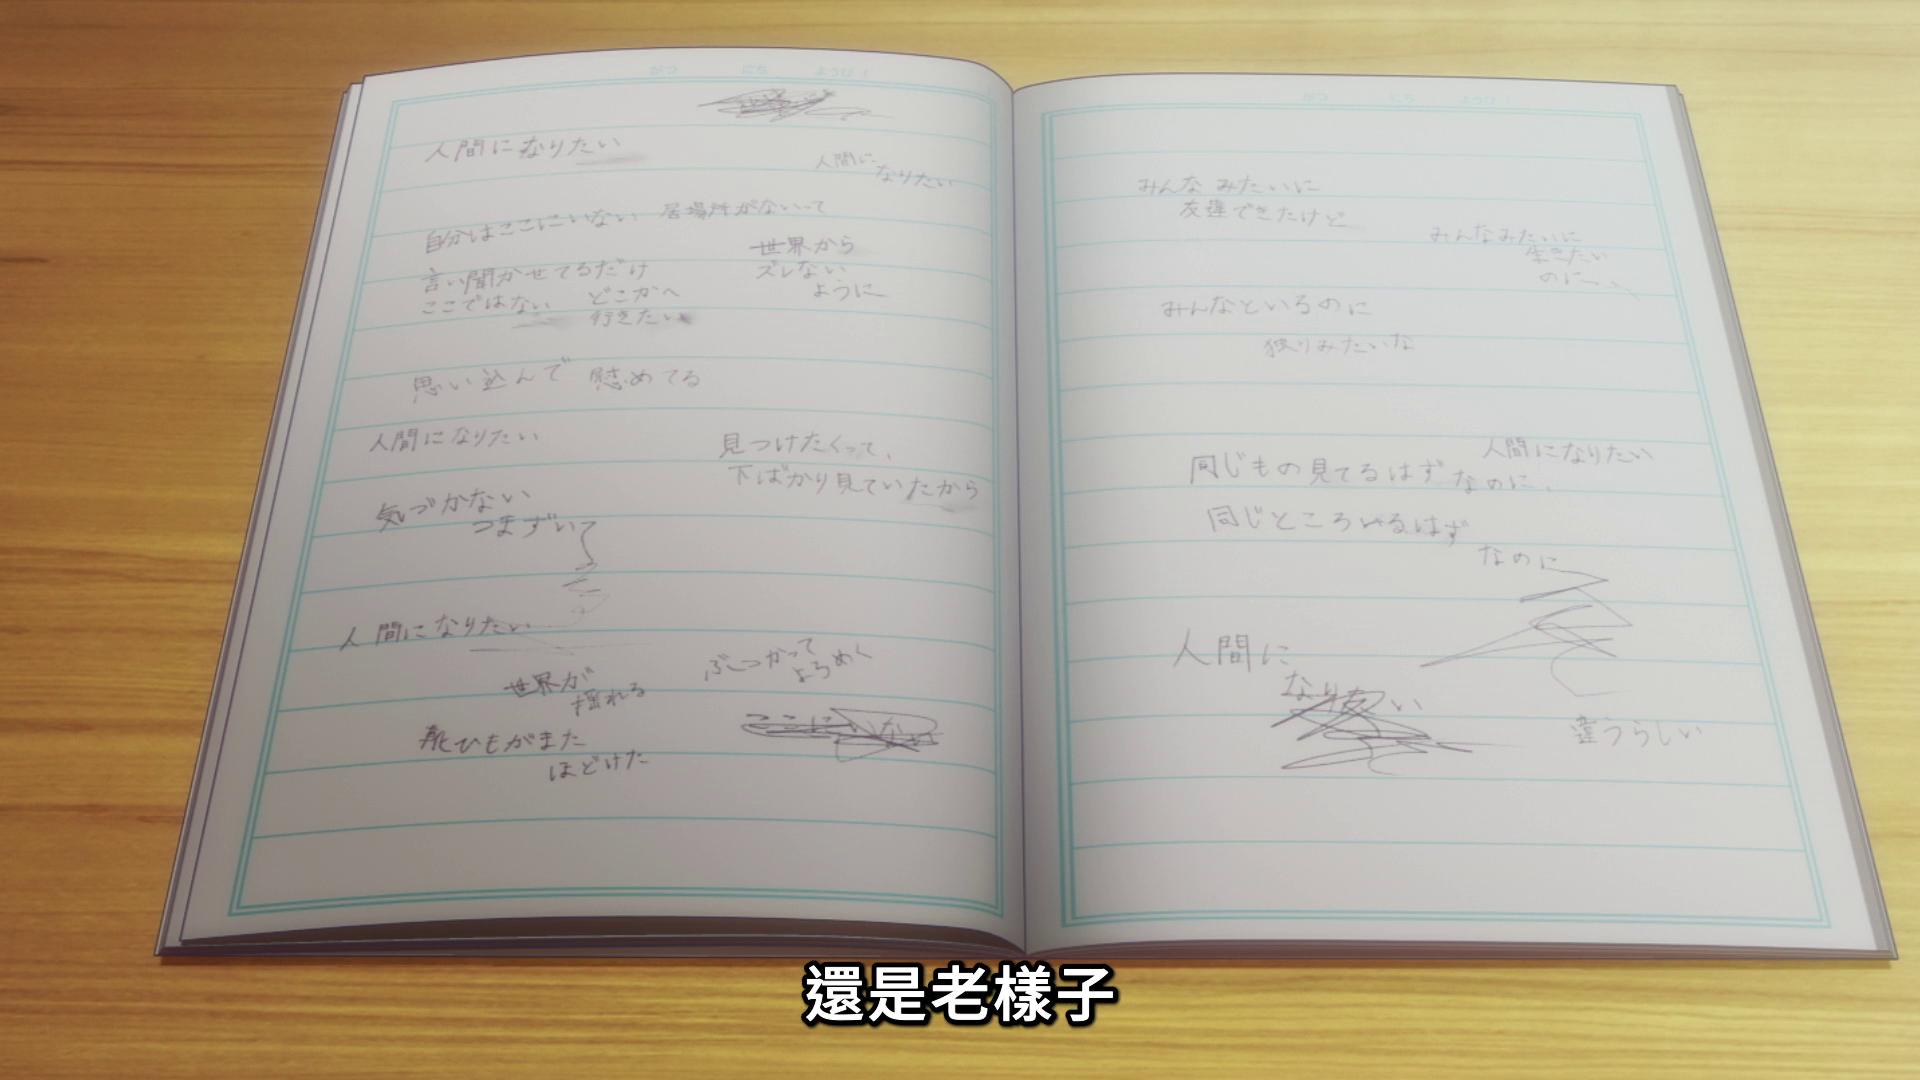 がつ にち ようび
人間になりたい
人間に
なりたい
自分はここにいない 居場所がないって
世界から
ズレない
ように
言い聞かせてるだけ
ここではない どこかへ
行きたい
思い込んで 慰めてる
人間になりたい
見つけたくって、
下ばかり見ていたから
気づかない
つまずいて
人間になりたい
世界が
揺れる
ぶつかって
よろめく
靴ひもがまた
ほどけた
ここにいな
がつ にち ようび
みんな みたいに
友達できたけど
みんなみたいに
生きたい
のに
みんなといるのに
独りみたいな
人間になりたい
同じもの見てるはず なのに、
同じところいるはず
なのに
人間に
なりたい
違うらしい
還是老樣子